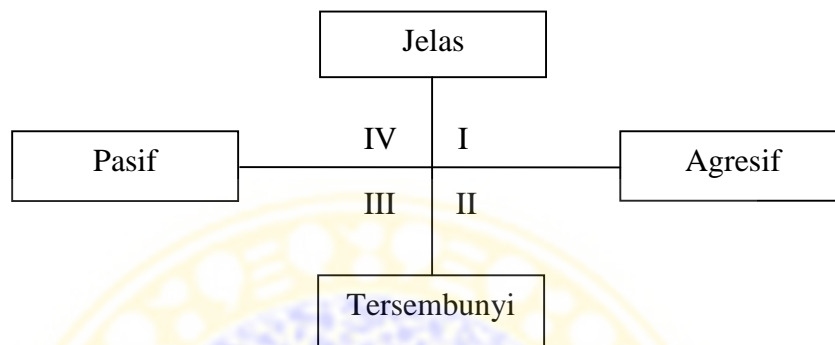 Jelas
IV I
Pasif Agresif
III II
Tersembunyi